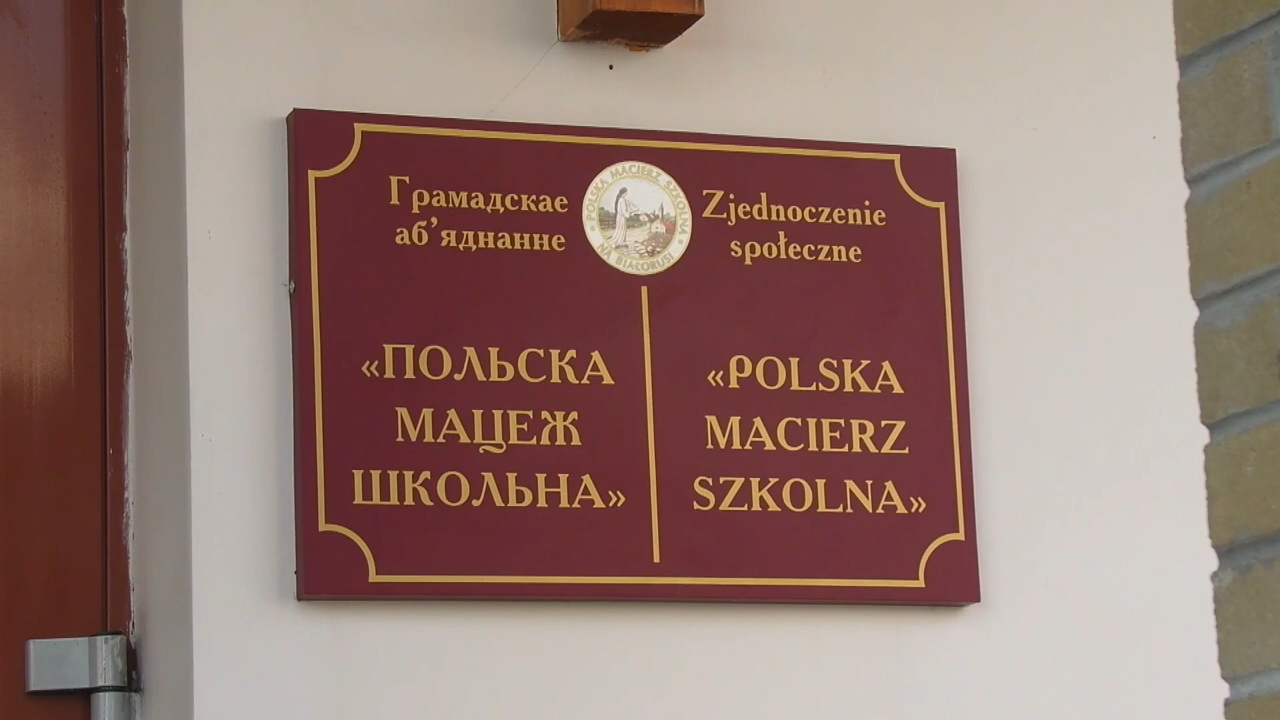 Грамадскае
аб’яднанне
POLSKA MACIERZ SZKOLNA
NA BIAŁORUSI
Zjednoczenie
społeczne
«ПОЛЬСКА
МАЦЕЖ
ШКОЛЬНА»
«POLSKA
MACIERZ
SZKOLNA»